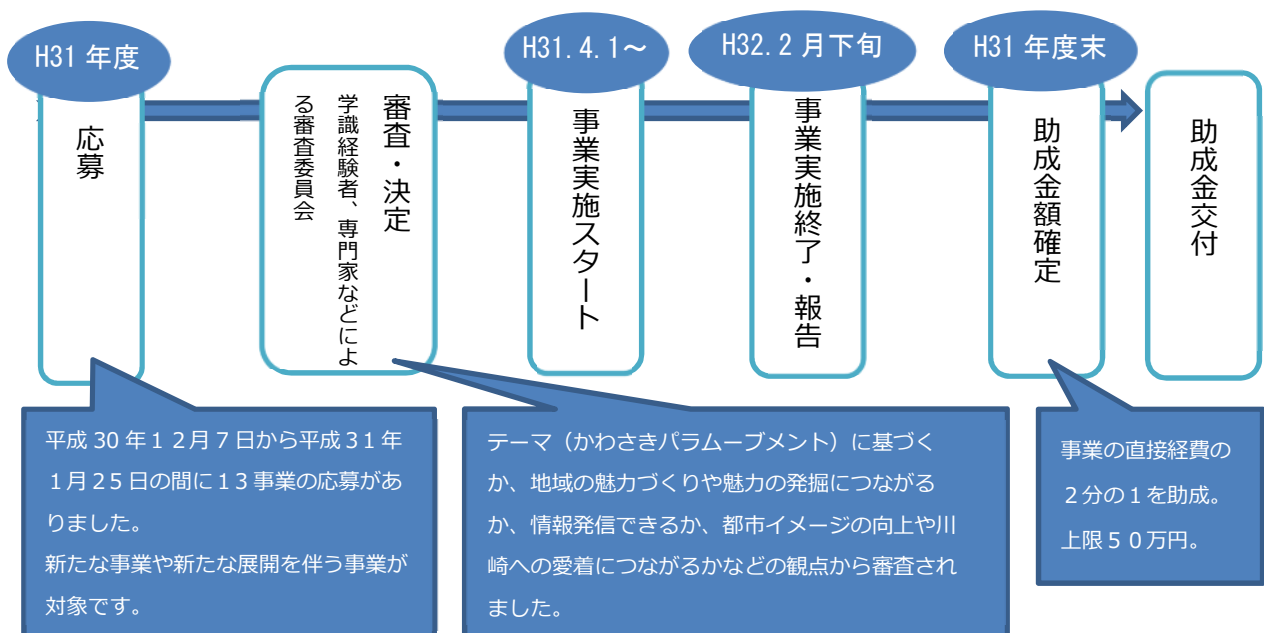 H31年度
応募
審査・決定
学識経験者、専門家などによ
る審査委員会
H31.4.1～
事業実施スタート
H32.2月下旬
事業実施終了・報告
H31年度末
助成金額確定
助成金交付
平成30年１２月７日から平成３１年
１月２５日の間に１３事業の応募があ
りました。
新たな事業や新たな展開を伴う事業が
対象です。
テーマ（かわさきパラムーブメント）に基づく
か、地域の魅力づくりや魅力の発掘につながる
か、情報発信できるか、都市イメージの向上や川
崎への愛着につながるかなどの観点から審査され
ました。
事業の直接経費の
２分の１を助成。
上限５０万円。